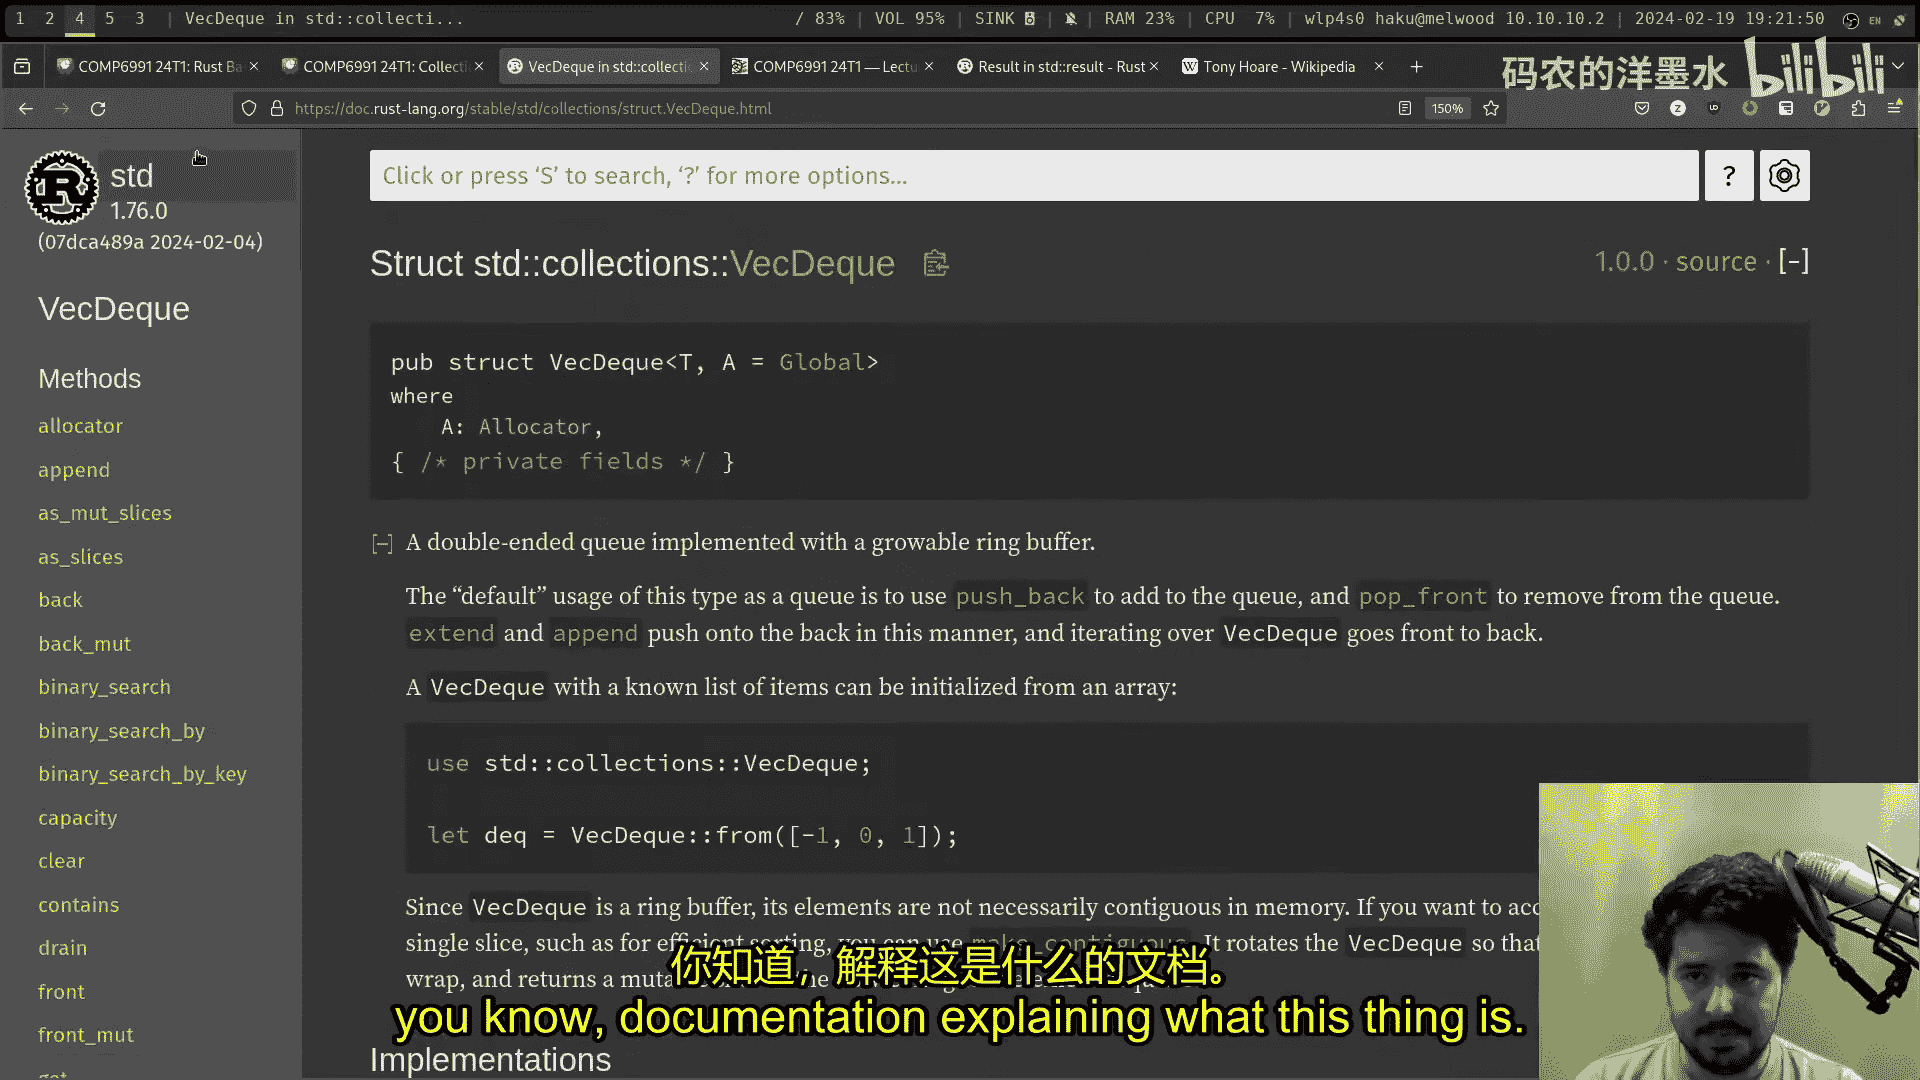 1 2 4 5 3 | VecDeque in std::collecti... / 83% | VOL 95% | SINK | | RAM 23% | CPU 7% | wlp4s0 haku@melwood 10.10.10.2 | 2024-02-19 19:21:50 EN
COMP6991 24T1: Rust Ba COMP6991 24T1: Collecti VecDeque in std::collecti COMP6991 24T1 — Lectu Result in std::result - Rust Tony Hoare - Wikipedia
码农的洋墨水 bilibili
https://doc.rust-lang.org/stable/std/collections/struct.VecDeque.html 150%
std
1.76.0
(07dca489a 2024-02-04)
VecDeque
Methods
allocator
append
as_mut_slices
as_slices
back
back_mut
binary_search
binary_search_by
binary_search_by_key
capacity
clear
contains
drain
front
front_mut
Click or press ‘S’ to search, ‘?’ for more options…
?
Struct std::collections::VecDeque
1.0.0 · source · [-]
pub struct VecDeque<T, A = Global>
where
A: Allocator,
{ /* private fields */ }
[-] A double-ended queue implemented with a growable ring buffer.
The “default” usage of this type as a queue is to use push_back to add to the queue, and pop_front to remove from the queue.
extend and append push onto the back in this manner, and iterating over VecDeque goes front to back.
A VecDeque with a known list of items can be initialized from an array:
use std::collections::VecDeque;
let deq = VecDeque::from([-1, 0, 1]);
Since VecDeque is a ring buffer, its elements are not necessarily contiguous in memory. If you want to acc
single slice, such as for efficient sorting, you can use make_contiguous. It rotates the VecDeque so that
wrap, and returns a muta
你知道，解释这是什么的文档。
you know, documentation explaining what this thing is.
Implementations